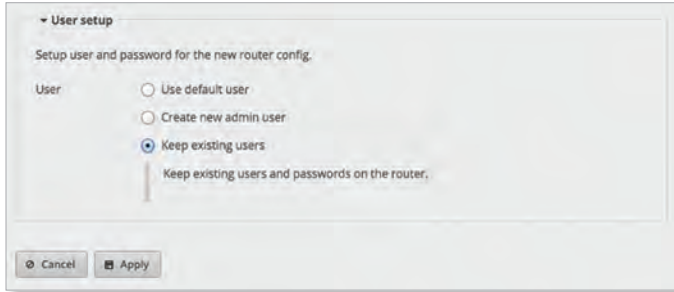 User setup
Setup user and password for the new router config.
User
Use default user
Create new admin user
Keep existing users
Keep existing users and passwords on the router.
Cancel
Apply